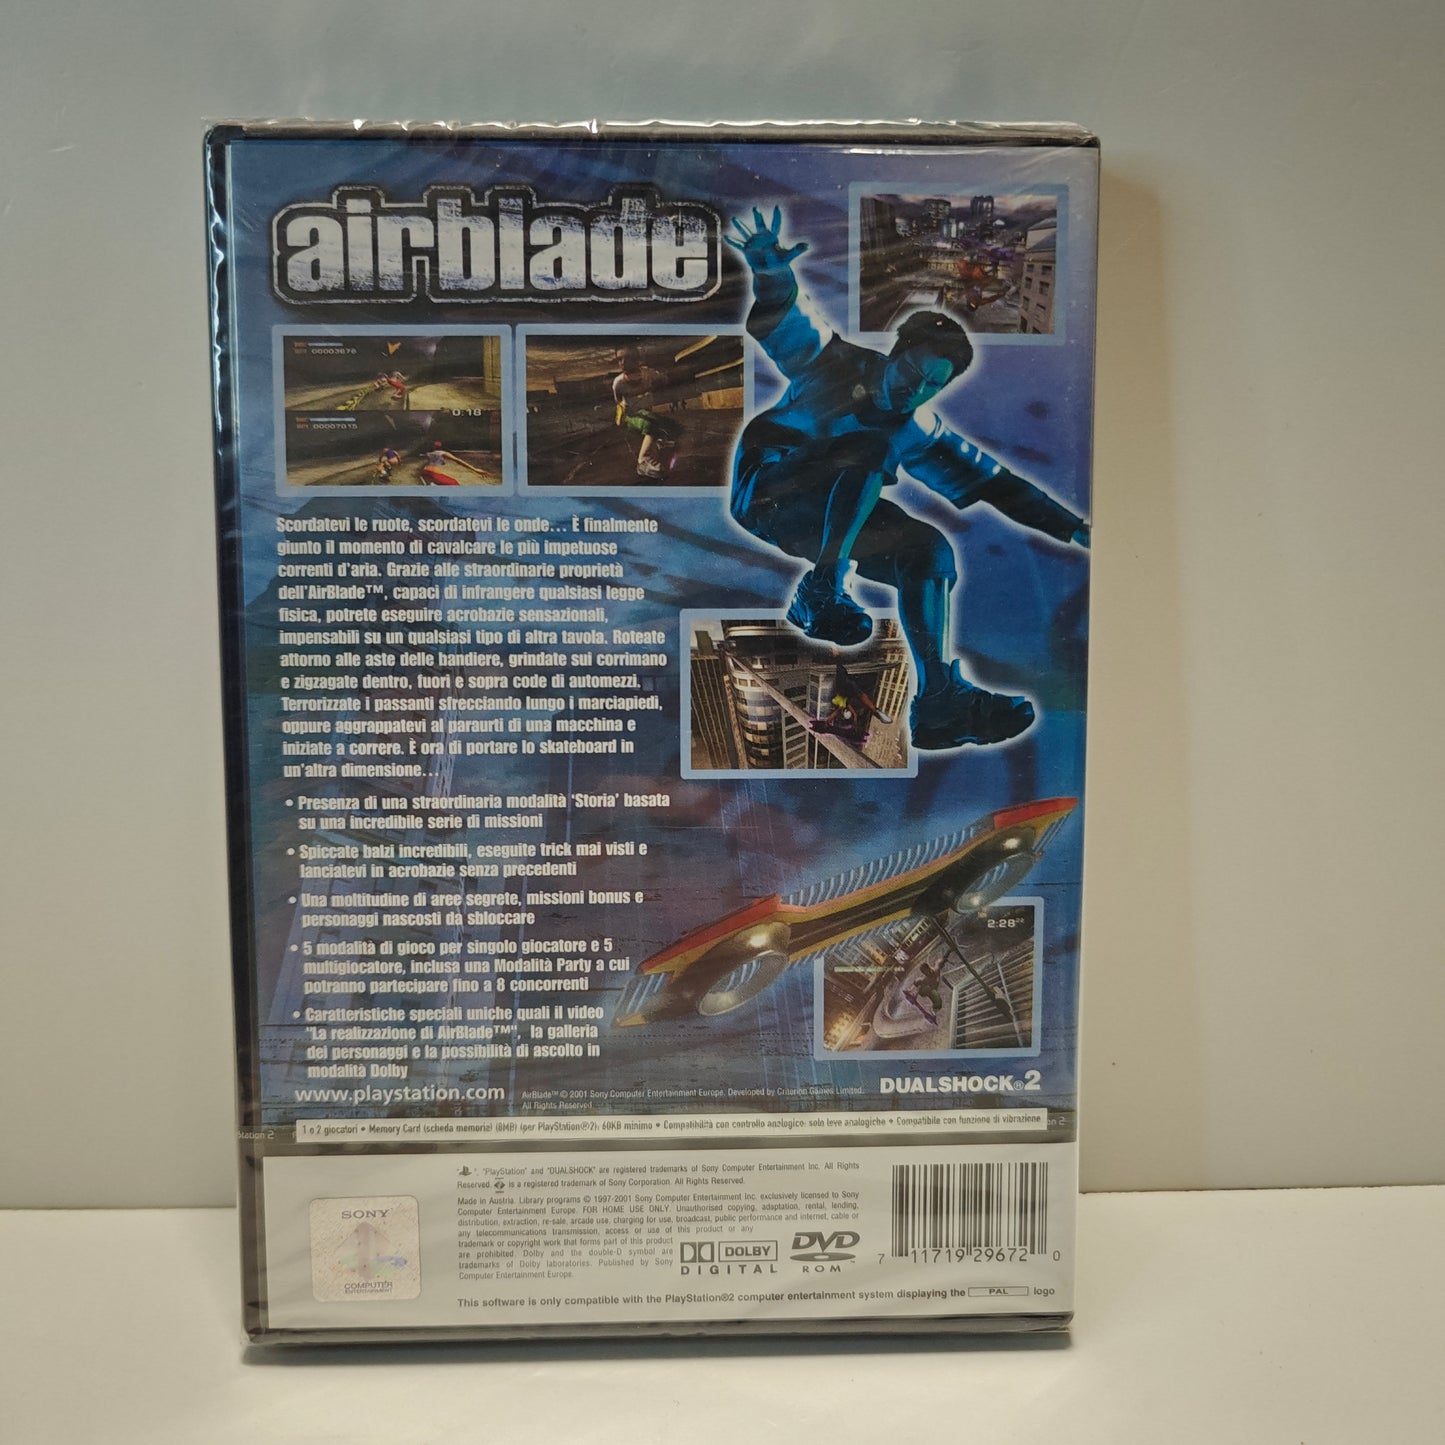 airblade
00003676
0:18
00007015
Scordatevi le ruote, scordatevi le onde... È finalmente
giunto il momento di cavalcare le più impetuose
correnti d'aria. Grazie alle straordinarie proprietà
dell'AirBlade™, capaci di infrangere qualsiasi legge
fisica, potrete eseguire acrobazie sensazionali,
impensabili su un qualsiasi tipo di altra tavola. Roteate
attorno alle aste delle bandiere, grindate sui corrimano
e zigzagate dentro, fuori e sopra code di automezzi.
Terrorizzate i passanti sfrecciando lungo i marciapiedi,
oppure aggrappatevi al paraurti di una macchina e
iniziate a correre. È ora di portare lo skateboard in
un'altra dimensione...
• Presenza di una straordinaria modalità 'Storia' basata
su una incredibile serie di missioni
• Spiccate balzi incredibili, eseguite trick mai visti e
lanciatevi in acrobazie senza precedenti
• Una moltitudine di aree segrete, missioni bonus e
personaggi nascosti da sbloccare
• 5 modalità di gioco per singolo giocatore e 5
multigiocatore, inclusa una Modalità Party a cui
potranno partecipare fino a 8 concorrenti
• Caratteristiche speciali uniche quali il video
"La realizzazione di AirBlade™", la galleria
dei personaggi e la possibilità di ascolto in
modalità Dolby
2:28
www.playstation.com
AirBlade™ © 2001 Sony Computer Entertainment Europe. Developed by Criterion Games Limited.
All Rights Reserved
DUALSHOCK®2
1 o 2 giocatori • Memory Card (scheda memoria) (8MB) (per PlayStation®2): 60KB minimo • Compatibilità con controllo analogico: solo leve analogiche • Compatibile con funzione di vibrazione
"PlayStation" and "DUALSHOCK" are registered trademarks of Sony Computer Entertainment Inc. All Rights
Reserved. is a registered trademark of Sony Corporation. All Rights Reserved.
Made in Austria. Library programs © 1997-2001 Sony Computer Entertainment Inc. exclusively licensed to Sony
Computer Entertainment Europe. FOR HOME USE ONLY. Unauthorised copying, adaptation, rental, lending,
distribution, extraction, re-sale, arcade use, charging for use, broadcast, public performance and internet, cable or
any telecommunications transmission, access or use of this product or any
trademark or copyright work that forms part of this product
are prohibited. Dolby and the double-D symbol are
trademarks of Dolby laboratories. Published by Sony
Computer Entertainment Europe.
SONY
COMPUTER
ENTERTAINMENT
DOLBY
DIGITAL
DVD
ROM
7 11719 29672 0
This software is only compatible with the PlayStation®2 computer entertainment system displaying the PAL logo